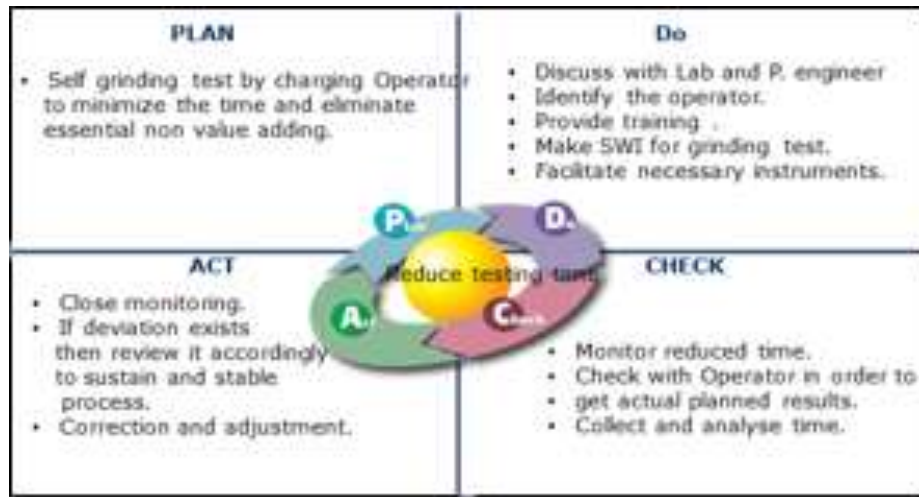 PLAN
• Self grinding test by charging Operator
to minimize the time and eliminate
essential non value adding.
Do
• Discuss with Lab and P. engineer
• Identify the operator.
• Provide training .
• Make SWI for grinding test.
• Facilitate necessary instruments.
P
D
Reduce testing
A
C
ACT
• Close monitoring.
• If deviation exists
then review it accordingly
to sustain and stable
process.
• Correction and adjustment.
CHECK
• Monitor reduced time.
• Check with Operator in order to
• get actual planned results.
• Collect and analyse time.